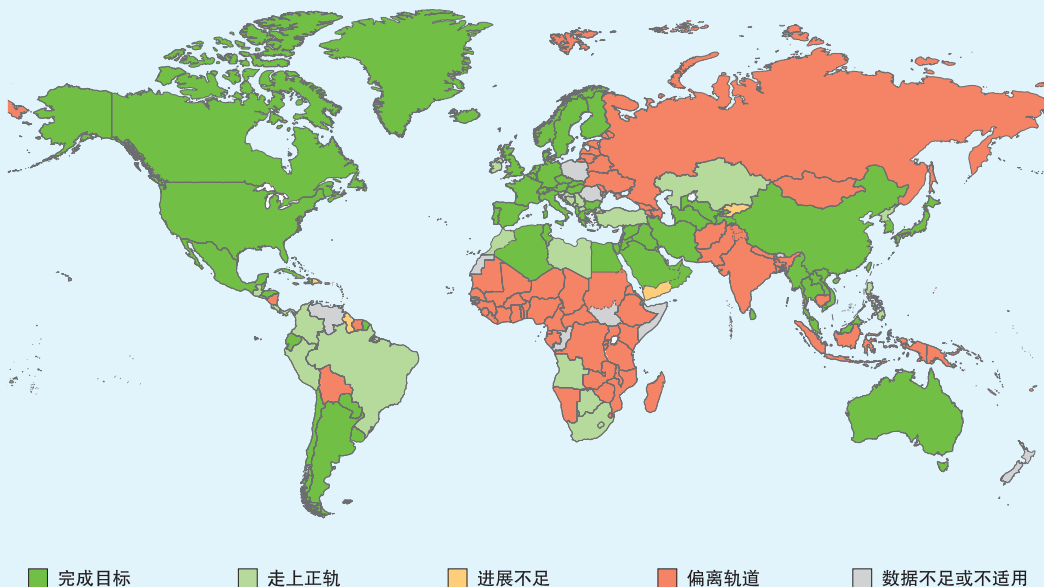 完成目标
走上正轨
进展不足
偏离轨道
数据不足或不适用